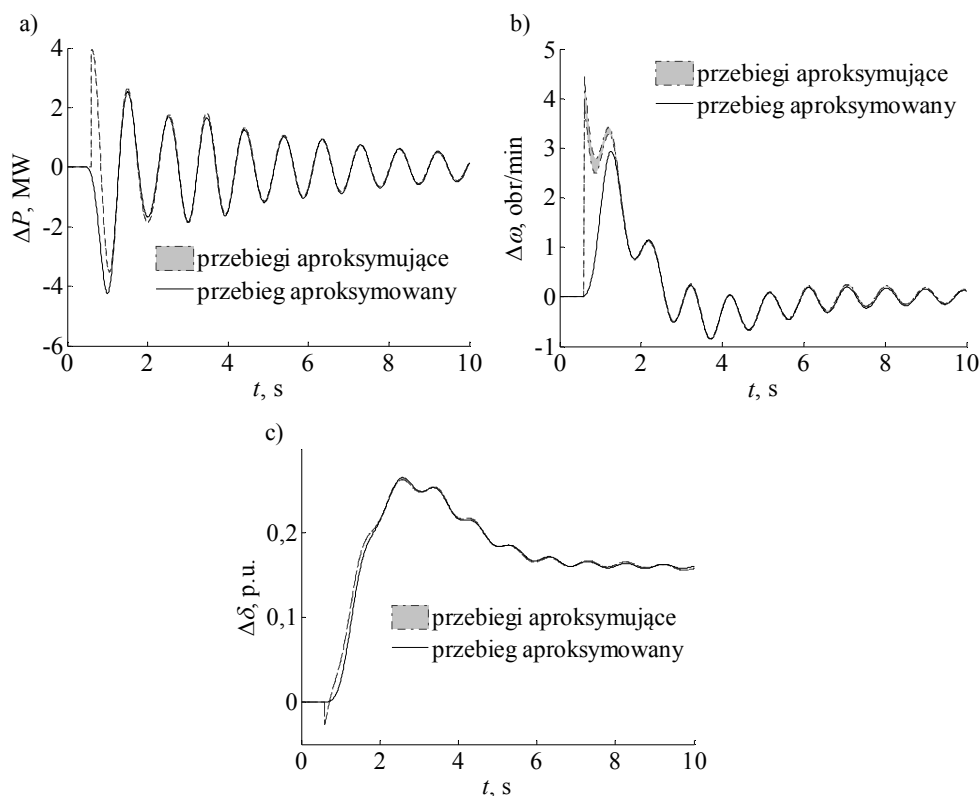 a)
4
2
0
-2
-4
-6
ΔP, MW
przebiegi aproksymujące
przebieg aproksymowany
0
2
4
6
8
10
t, s
b)
5
4
3
2
1
0
-1
Δω, obr/min
przebiegi aproksymujące
przebieg aproksymowany
0
2
4
6
8
10
t, s
c)
0,2
0,1
0
Δδ, p.u.
przebiegi aproksymujące
przebieg aproksymowany
0
2
4
6
8
10
t, s